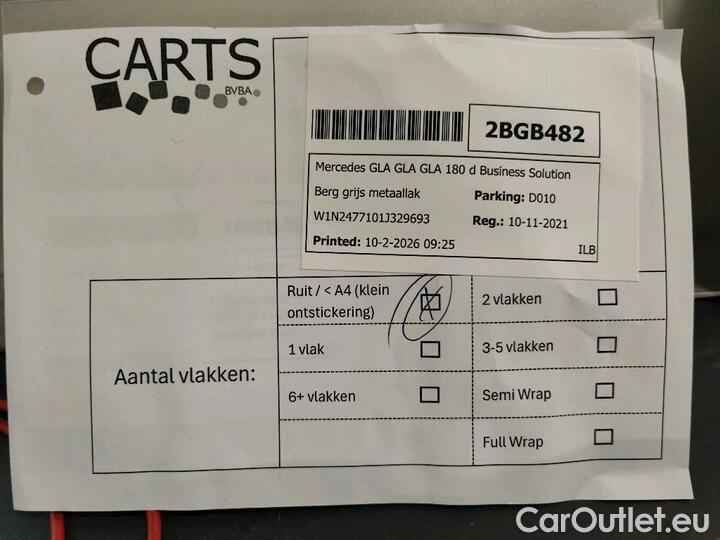 CARTS
BVBA
2BGB482
Mercedes GLA GLA GLA 180 d Business Solution
Berg grijs metaallak Parking: D010
W1N2477101J329693 Reg.: 10-11-2021
Printed: 10-2-2026 09:25 ILB
Aantal vlakken:
Ruit / < A4 (klein
ontstickering)
2 vlakken
1 vlak
3-5 vlakken
6+ vlakken
Semi Wrap
Full Wrap
CarOutlet.eu